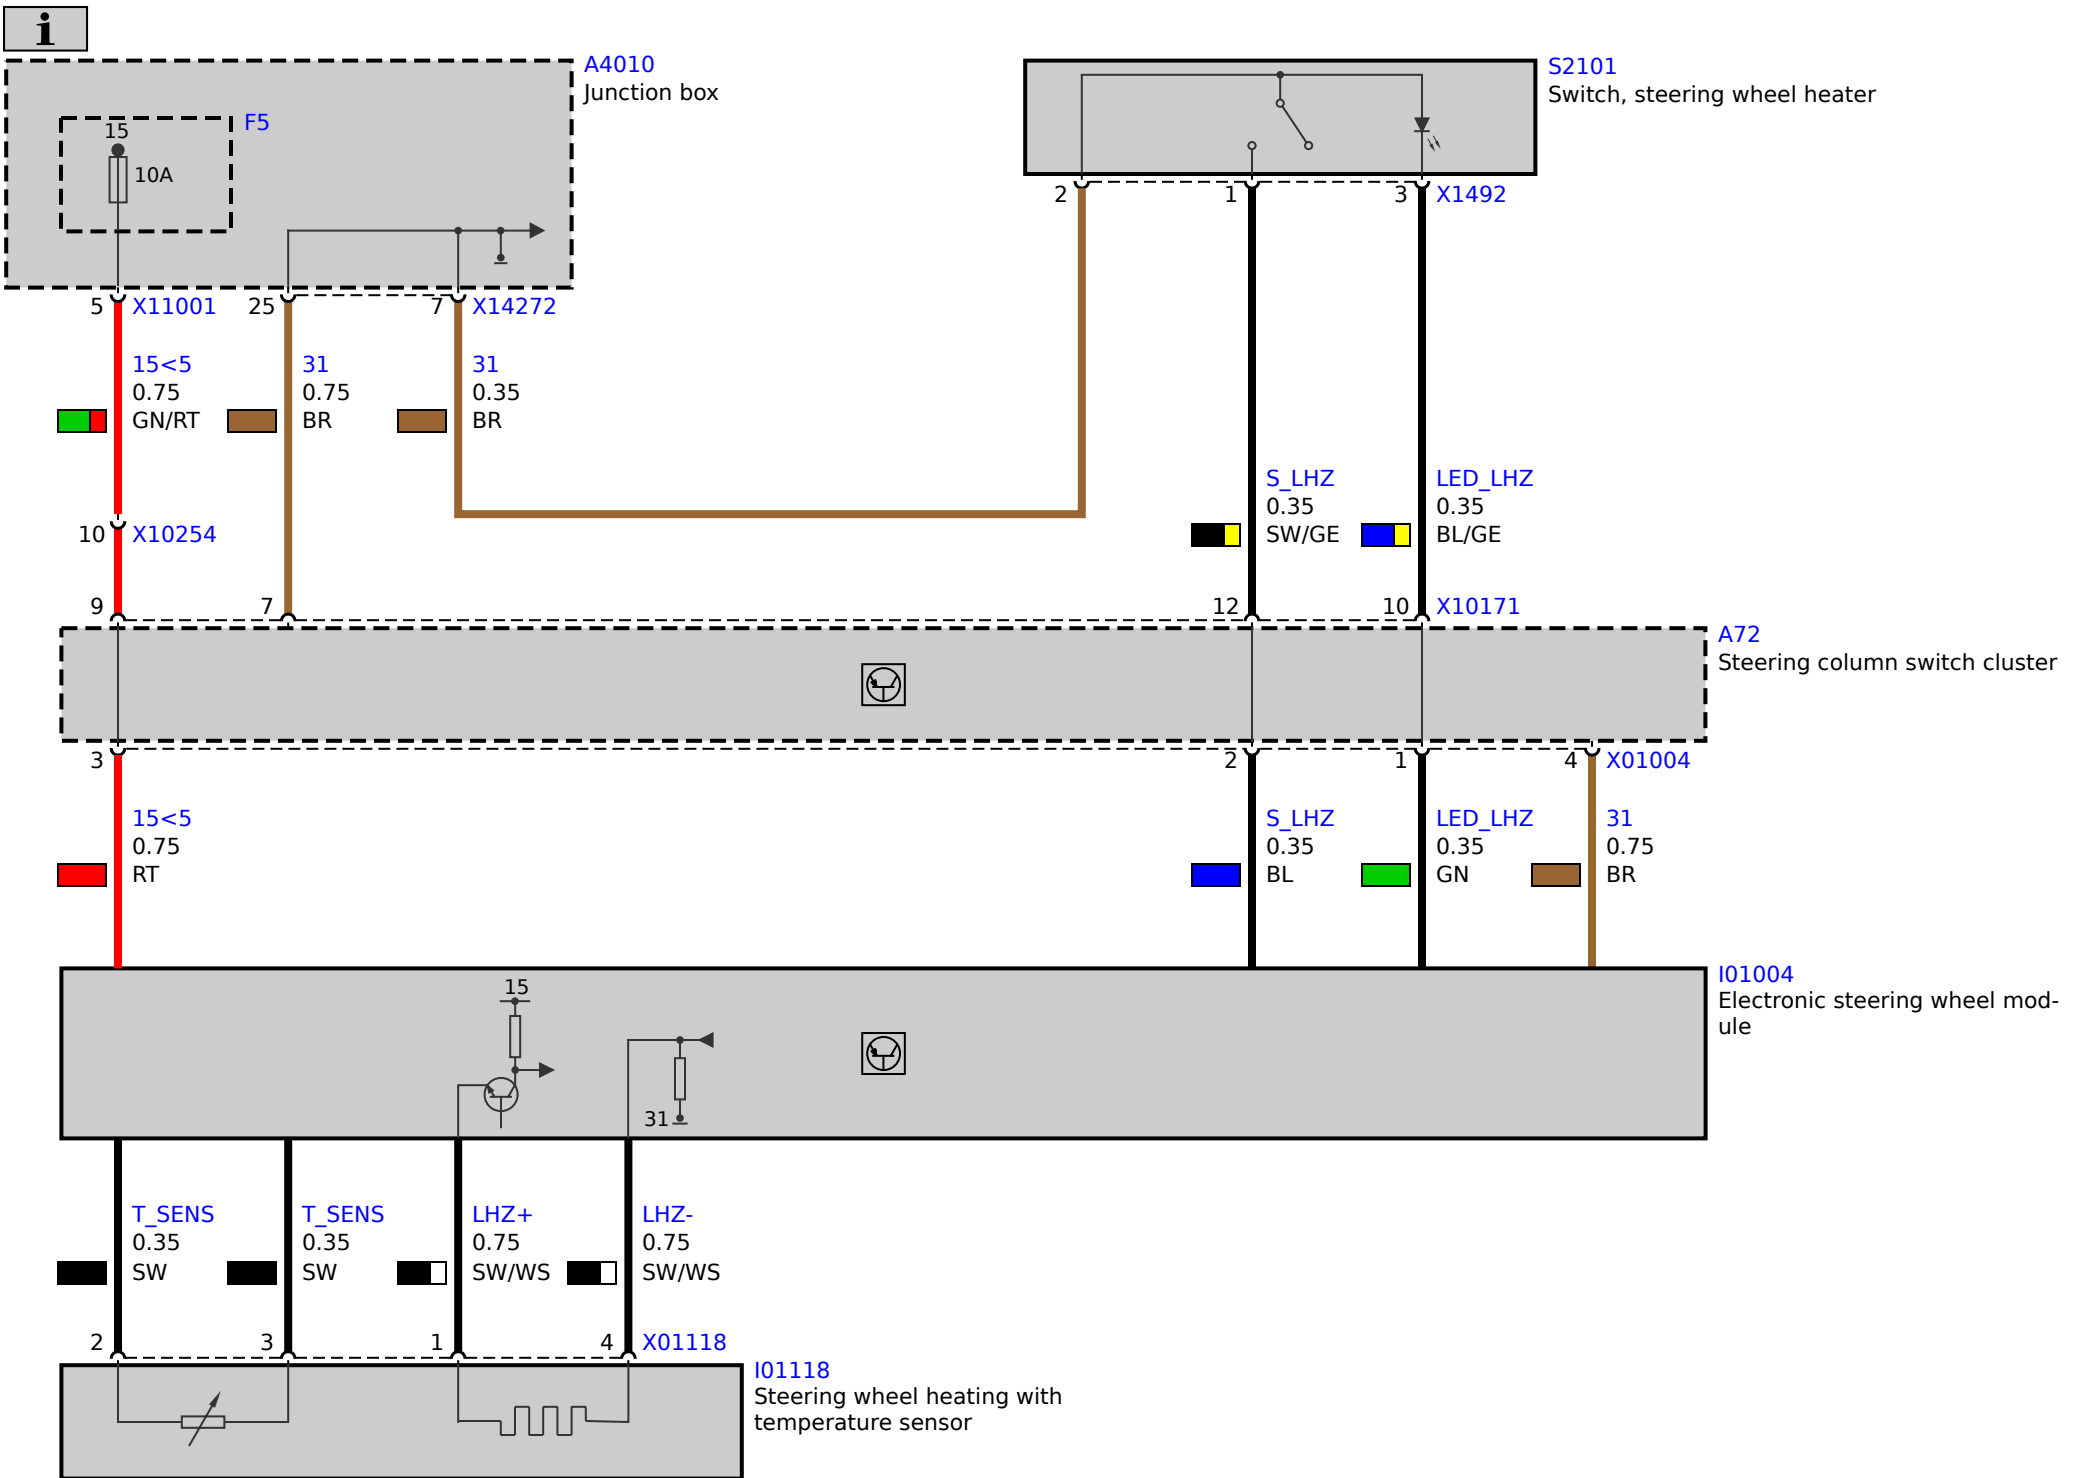 i
A4010
Junction box
F5
15
10A
S2101
Switch, steering wheel heater
5 X11001 25 7 X14272
2 1 3 X1492
15<5 31 31
0.75 0.75 0.35
GN/RT BR BR
S_LHZ LED_LHZ
0.35 0.35
SW/GE BL/GE
10 X10254
9 7 12 10 X10171
A72
Steering column switch cluster
3 2 1 4 X01004
15<5 S_LHZ LED_LHZ 31
0.75 0.35 0.35 0.75
RT BL GN BR
I01004
Electronic steering wheel mod-
ule
15
31
T_SENS T_SENS LHZ+ LHZ-
0.35 0.35 0.75 0.75
SW SW SW/WS SW/WS
2 3 1 4 X01118
I01118
Steering wheel heating with
temperature sensor